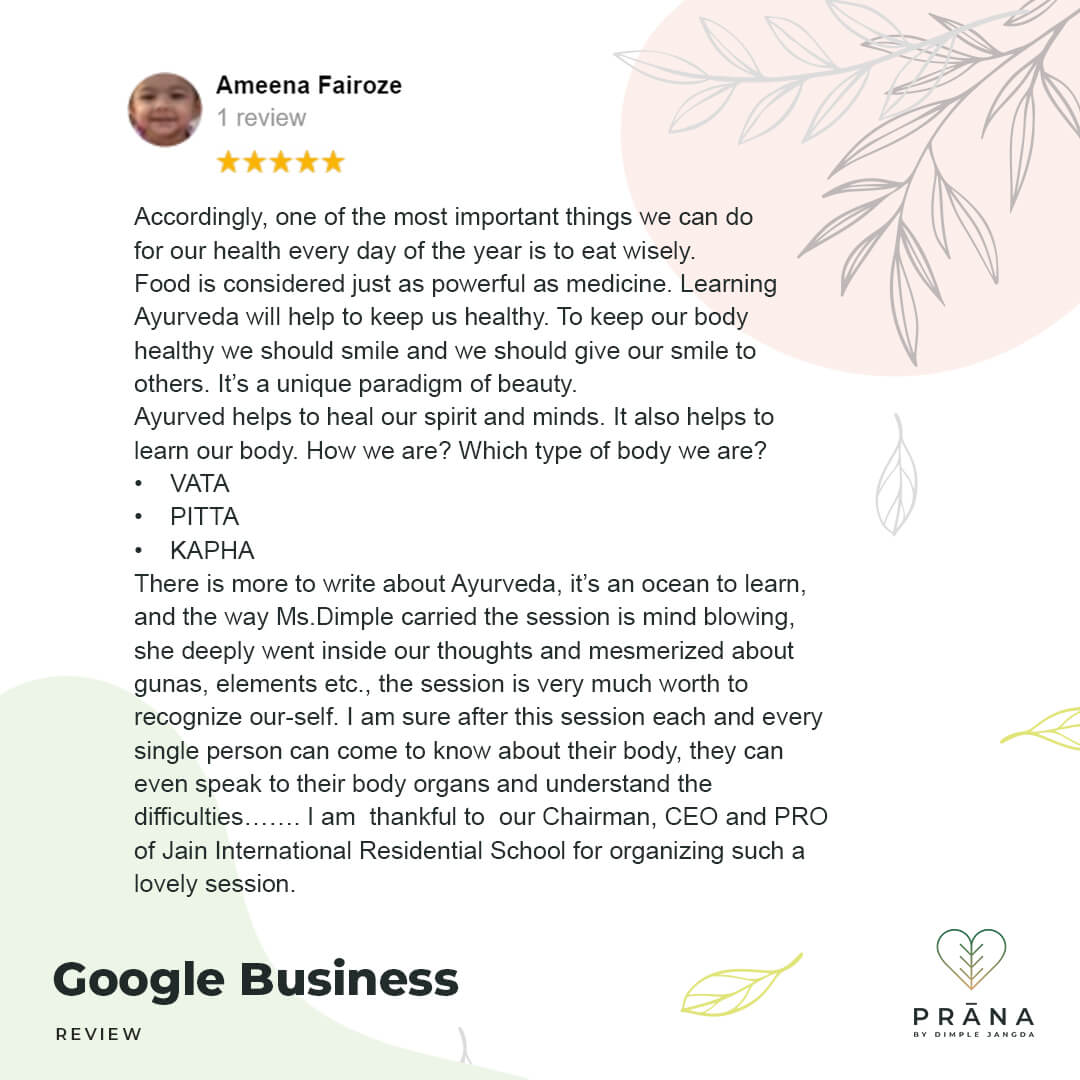 Ameena Fairoze
1 review
Accordingly, one of the most important things we can do
for our health every day of the year is to eat wisely.
Food is considered just as powerful as medicine. Learning
Ayurveda will help to keep us healthy. To keep our body
healthy we should smile and we should give our smile to
others. It’s a unique paradigm of beauty.
Ayurved helps to heal our spirit and minds. It also helps to
learn our body. How we are? Which type of body we are?
• VATA
• PITTA
• KAPHA
There is more to write about Ayurveda, it’s an ocean to learn,
and the way Ms.Dimple carried the session is mind blowing,
she deeply went inside our thoughts and mesmerized about
gunas, elements etc., the session is very much worth to
recognize our-self. I am sure after this session each and every
single person can come to know about their body, they can
even speak to their body organs and understand the
difficulties……. I am  thankful to  our Chairman, CEO and PRO
of Jain International Residential School for organizing such a
lovely session.
Google Business
REVIEW
PRĀNA
BY DIMPLE JANGDA